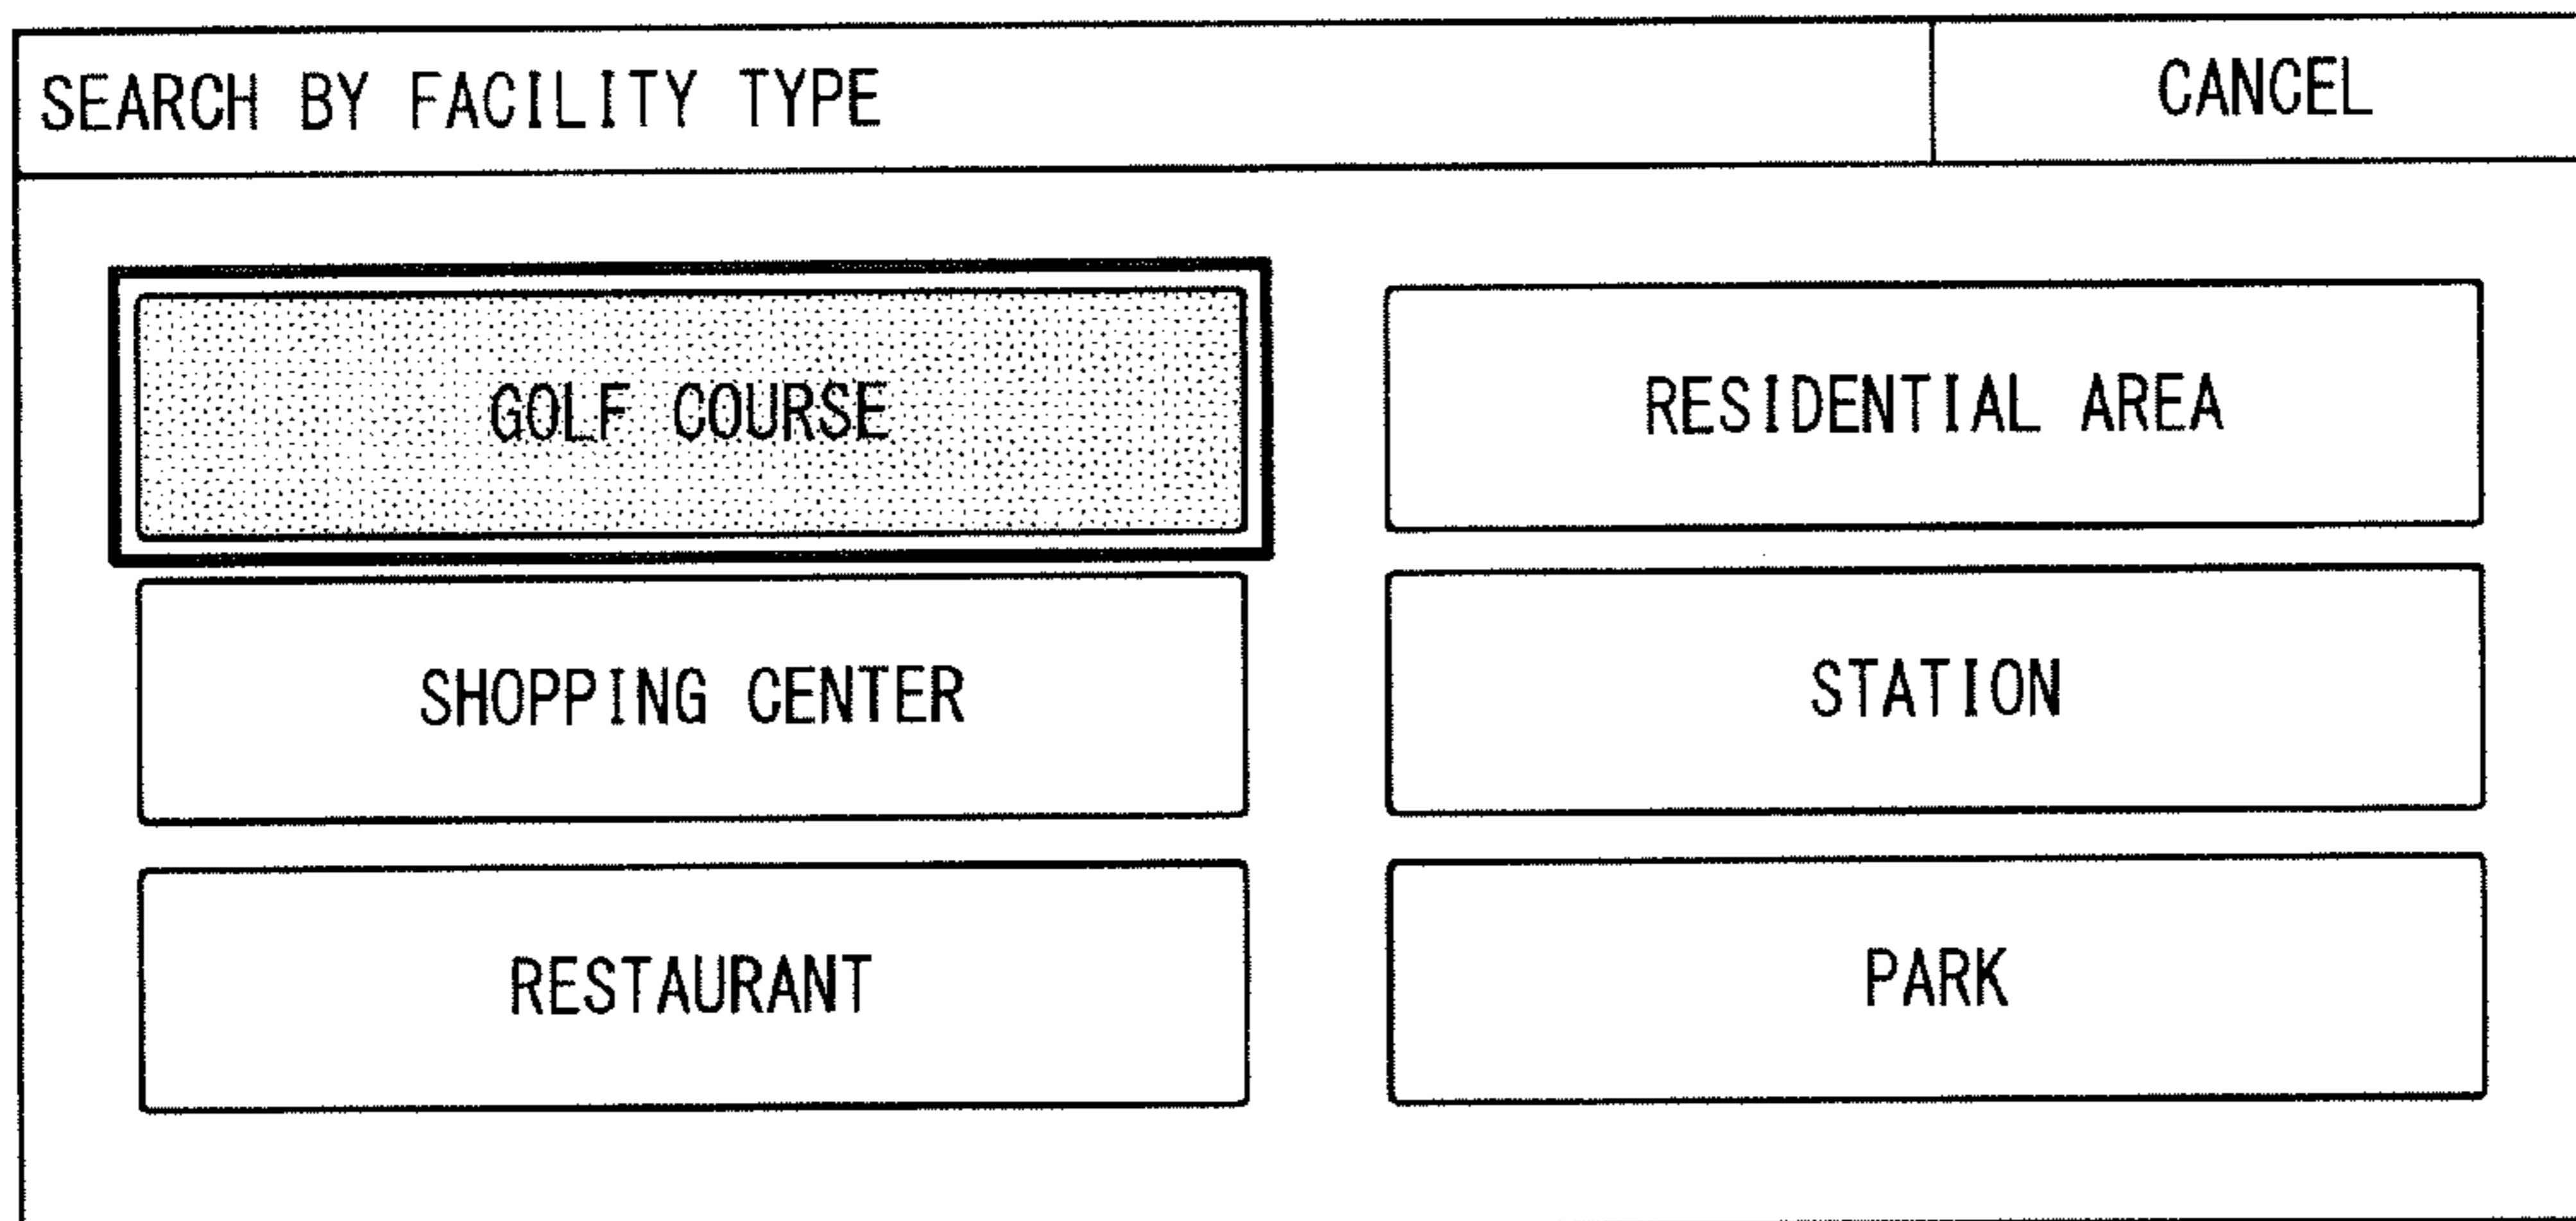 SEARCH BY FACILITY TYPE
CANCEL
GOLF COURSE
RESIDENTIAL AREA
SHOPPING CENTER
STATION
RESTAURANT
PARK